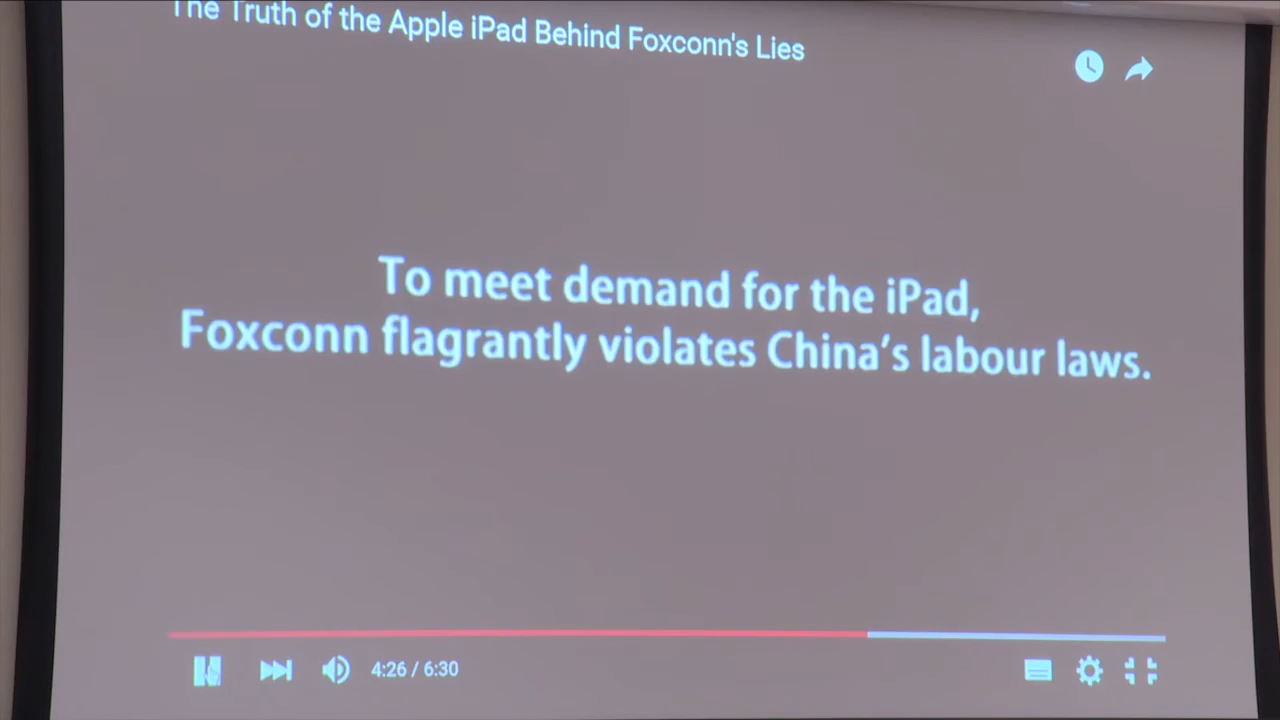 The Truth of the Apple iPad Behind Foxconn's Lies
To meet demand for the iPad,
Foxconn flagrantly violates China's labour laws.
4:26 / 6:30